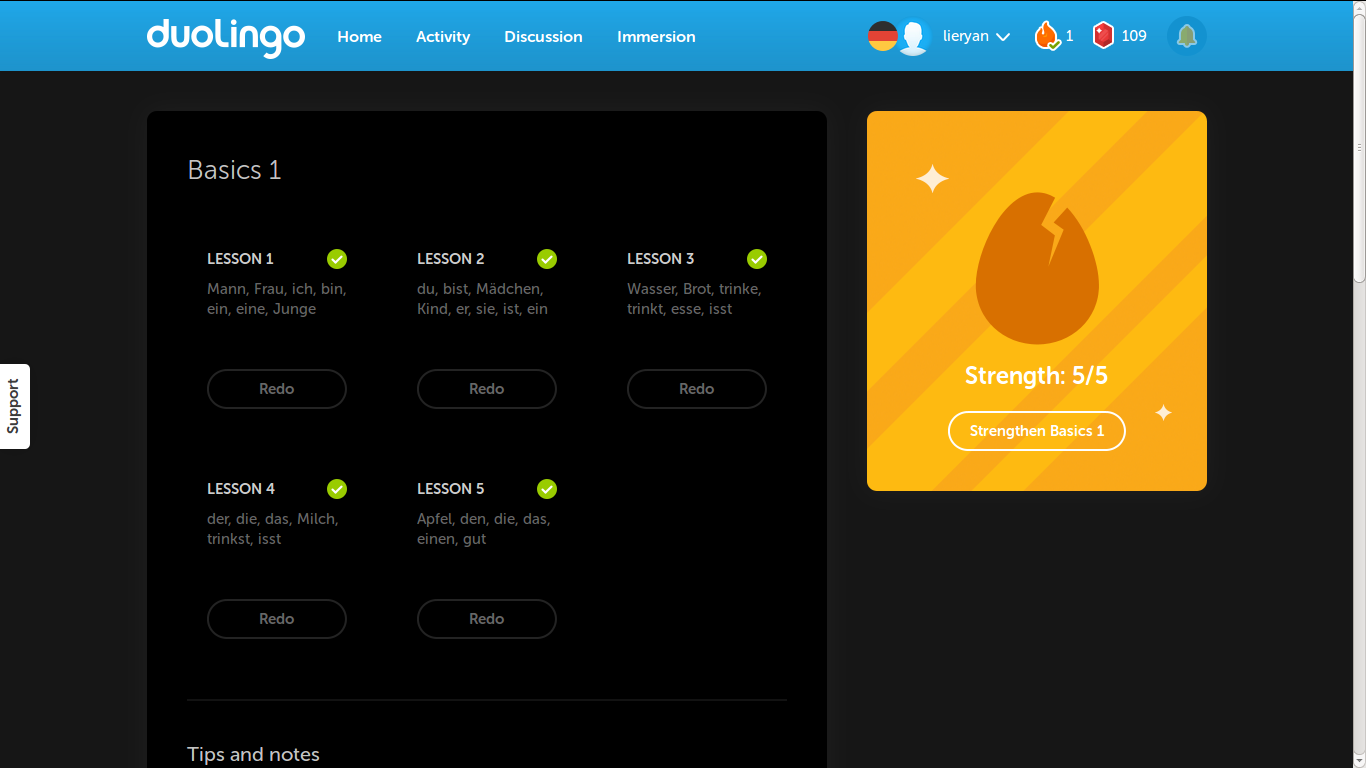 duolingo
Home Activity Discussion Immersion
lieryan 1 109
Basics 1
LESSON 1
Mann, Frau, ich, bin,
ein, eine, Junge
Redo
LESSON 2
du, bist, Mädchen,
Kind, er, sie, ist, ein
Redo
LESSON 3
Wasser, Brot, trinke,
trinkt, esse, isst
Redo
LESSON 4
der, die, das, Milch,
trinkst, isst
Redo
LESSON 5
Apfel, den, die, das,
einen, gut
Redo
Tips and notes
Strength: 5/5
Strengthen Basics 1
Support